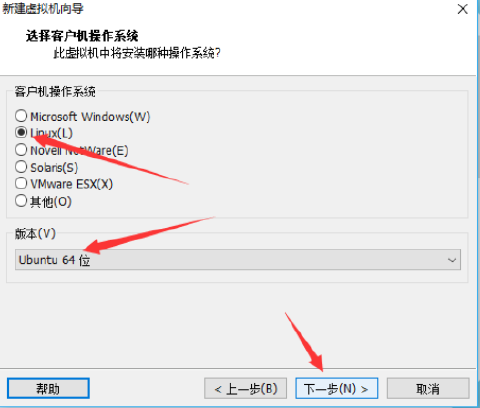 新建虚拟机向导
选择客户机操作系统
此虚拟机中将安装哪种操作系统?
客户机操作系统
Microsoft Windows(W)
Linux(L)
Novell NetWare(E)
Solaris(S)
VMware ESX(X)
其他(O)
版本(V)
Ubuntu 64 位
帮助
< 上一步(B)
下一步(N) >
取消